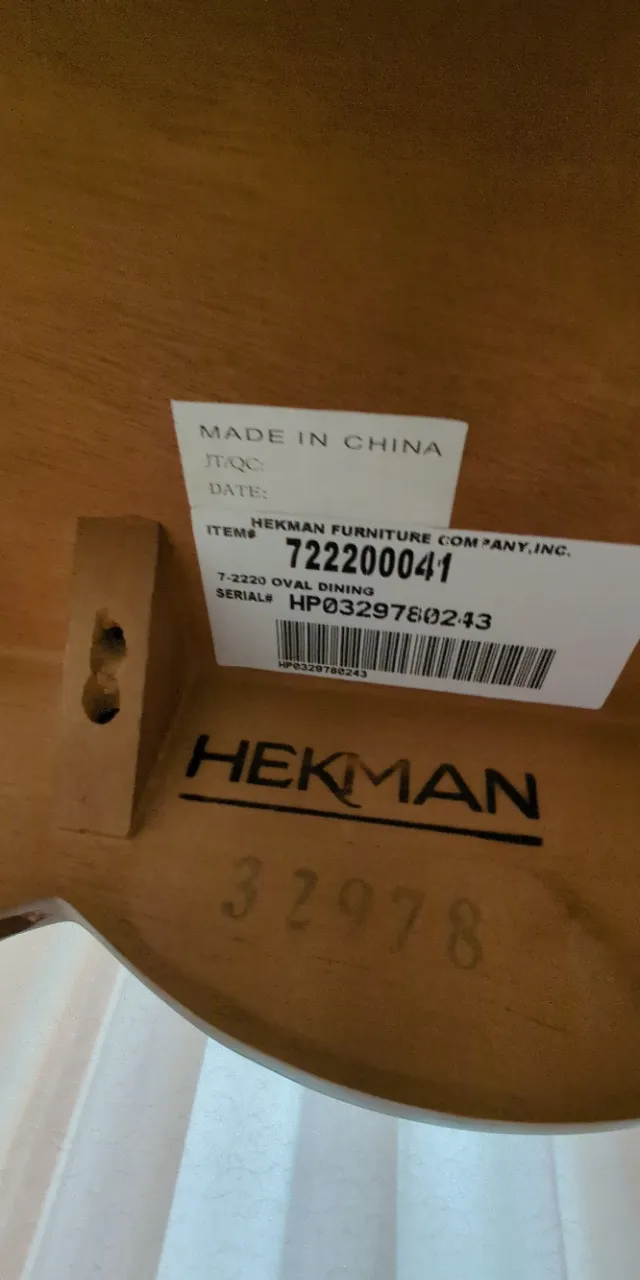 MADE IN CHINA
JT/QC:
DATE:
HEKMAN FURNITURE COMPANY, INC.
ITEM# 722200041
7-2220 OVAL DINING
SERIAL# HP0329780243
HP0329780243
HEKMAN
32978